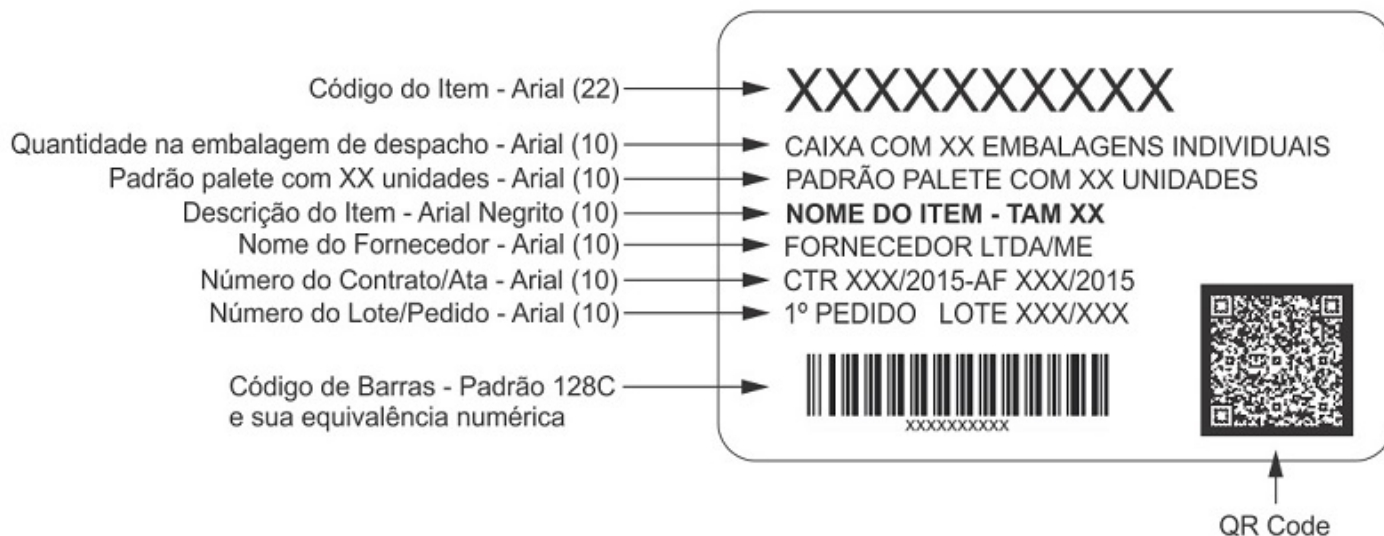 Código do Item - Arial (22)
XXXXXXXXXX
Quantidade na embalagem de despacho - Arial (10)
CAIXA COM XX EMBALAGENS INDIVIDUAIS
Padrão palete com XX unidades - Arial (10)
PADRÃO PALETE COM XX UNIDADES
Descrição do Item - Arial Negrito (10)
NOME DO ITEM - TAM XX
Nome do Fornecedor - Arial (10)
FORNECEDOR LTDA/ME
Número do Contrato/Ata - Arial (10)
CTR XXX/2015-AF XXX/2015
Número do Lote/Pedido - Arial (10)
1º PEDIDO LOTE XXX/XXX
Código de Barras - Padrão 128C
e sua equivalência numérica
XXXXXXXXXX
QR Code